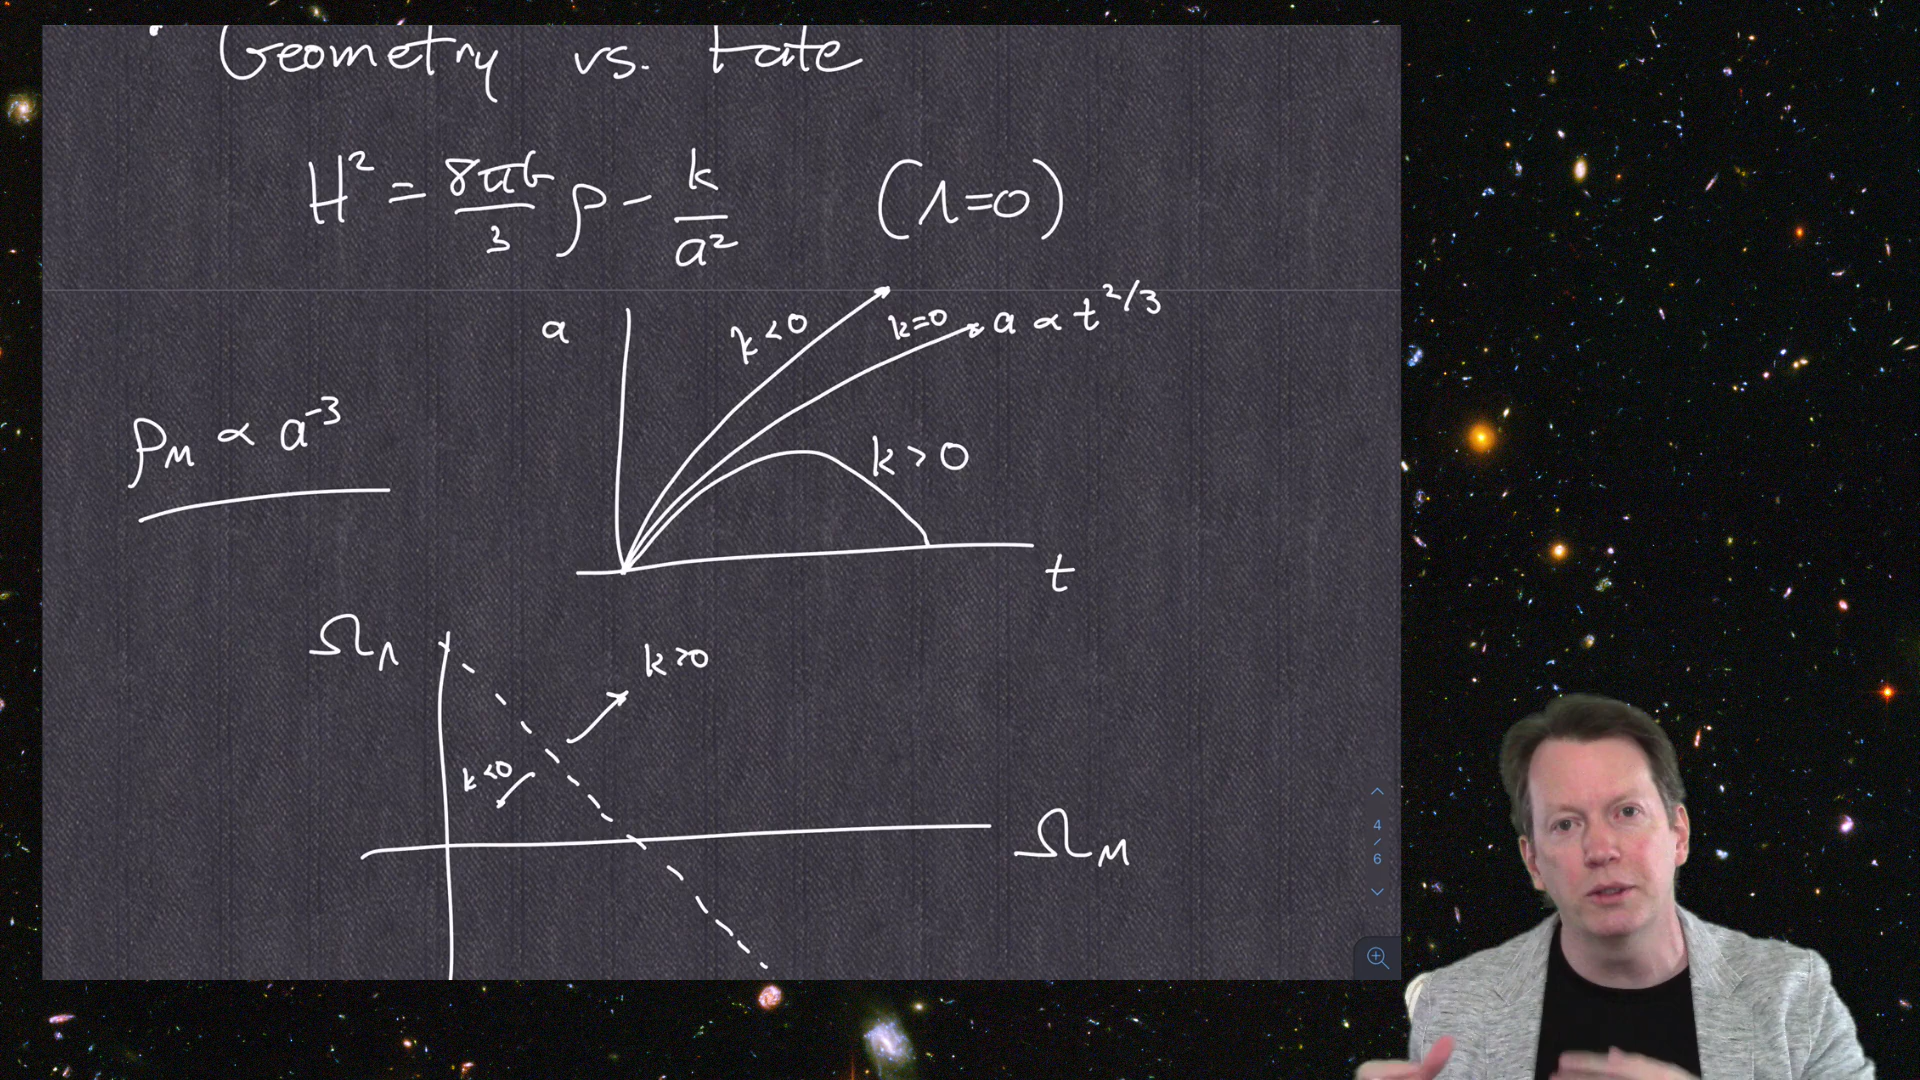 Geometry vs. Fate
H² = 8πG/3 ρ - k/a² (Λ=0)
a
k<0
k=0
a ∝ t^2/3
ρ_M ∝ a^-3
k>0
t
Ω_Λ
k>0
k<0
Ω_M
4
/
6